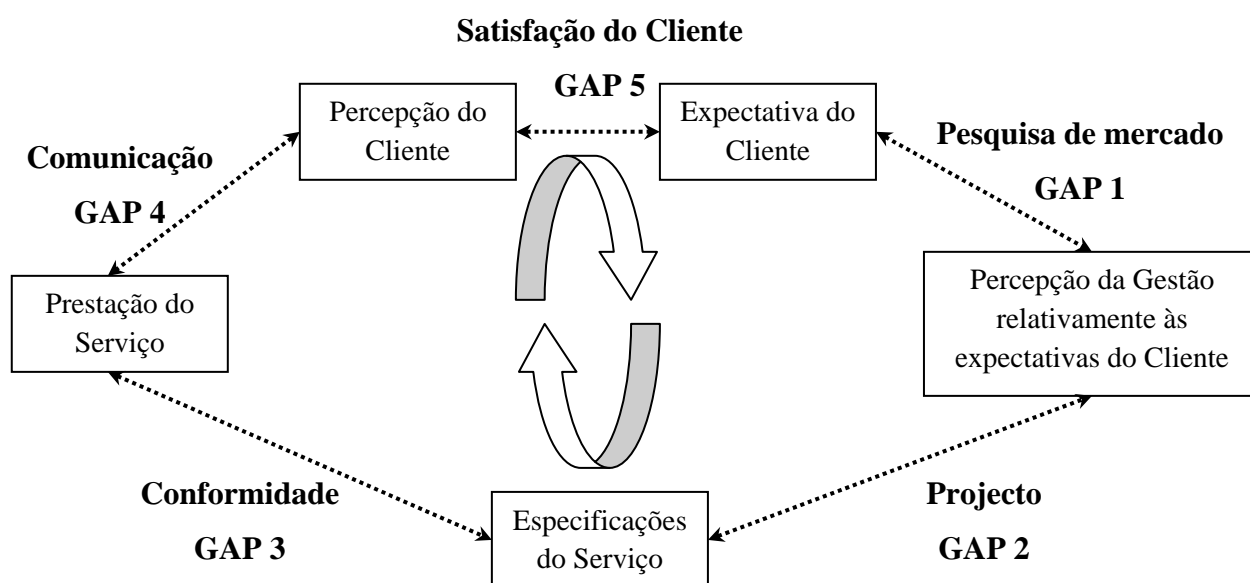 Satisfação do Cliente
GAP 5
Percepção do
Cliente
Expectativa do
Cliente
Pesquisa de mercado
GAP 1
Comunicação
GAP 4
Percepção da Gestão
relativamente às
expectativas do Cliente
Prestação do
Serviço
Conformidade
GAP 3
Especificações
do Serviço
Projecto
GAP 2